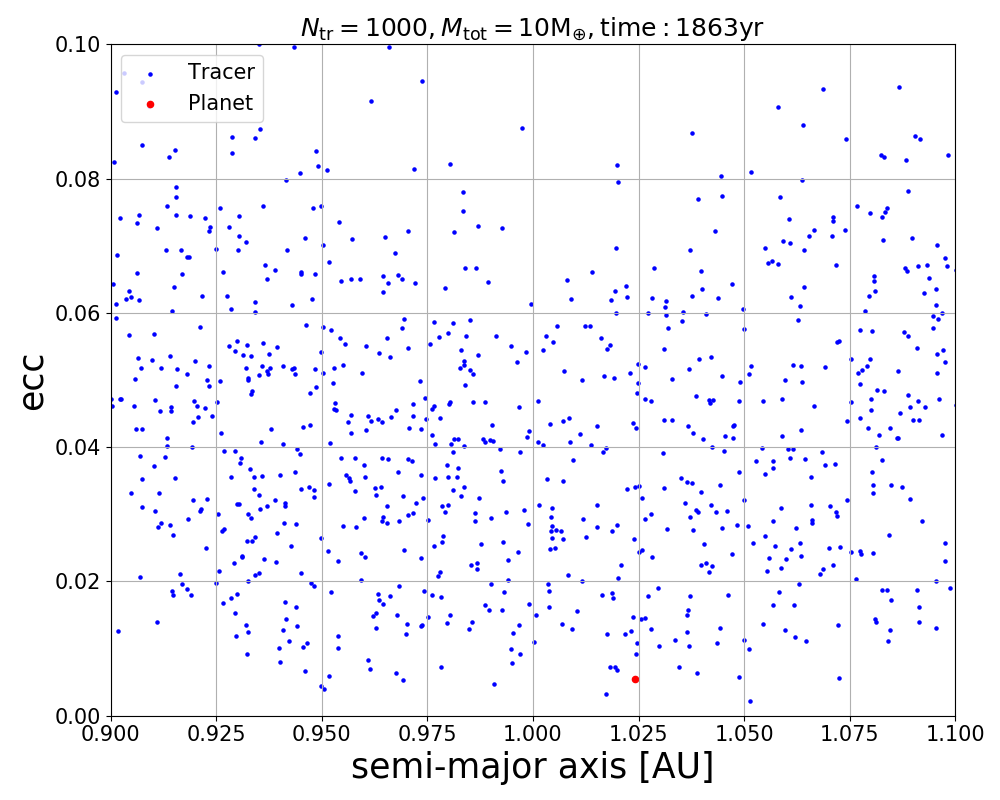 N_tr = 1000, M_tot = 10M_⊕, time : 1863yr
0.10
Tracer
Planet
0.08
0.06
ecc
0.04
0.02
0.00
0.900 0.925 0.950 0.975 1.000 1.025 1.050 1.075 1.100
semi-major axis [AU]